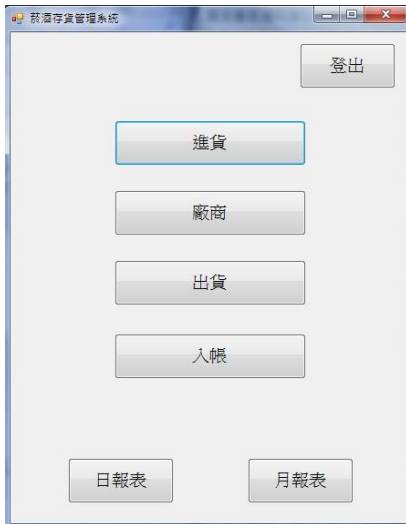 菸酒存貨管理系統
登出
進貨
廠商
出貨
入帳
日報表 月報表